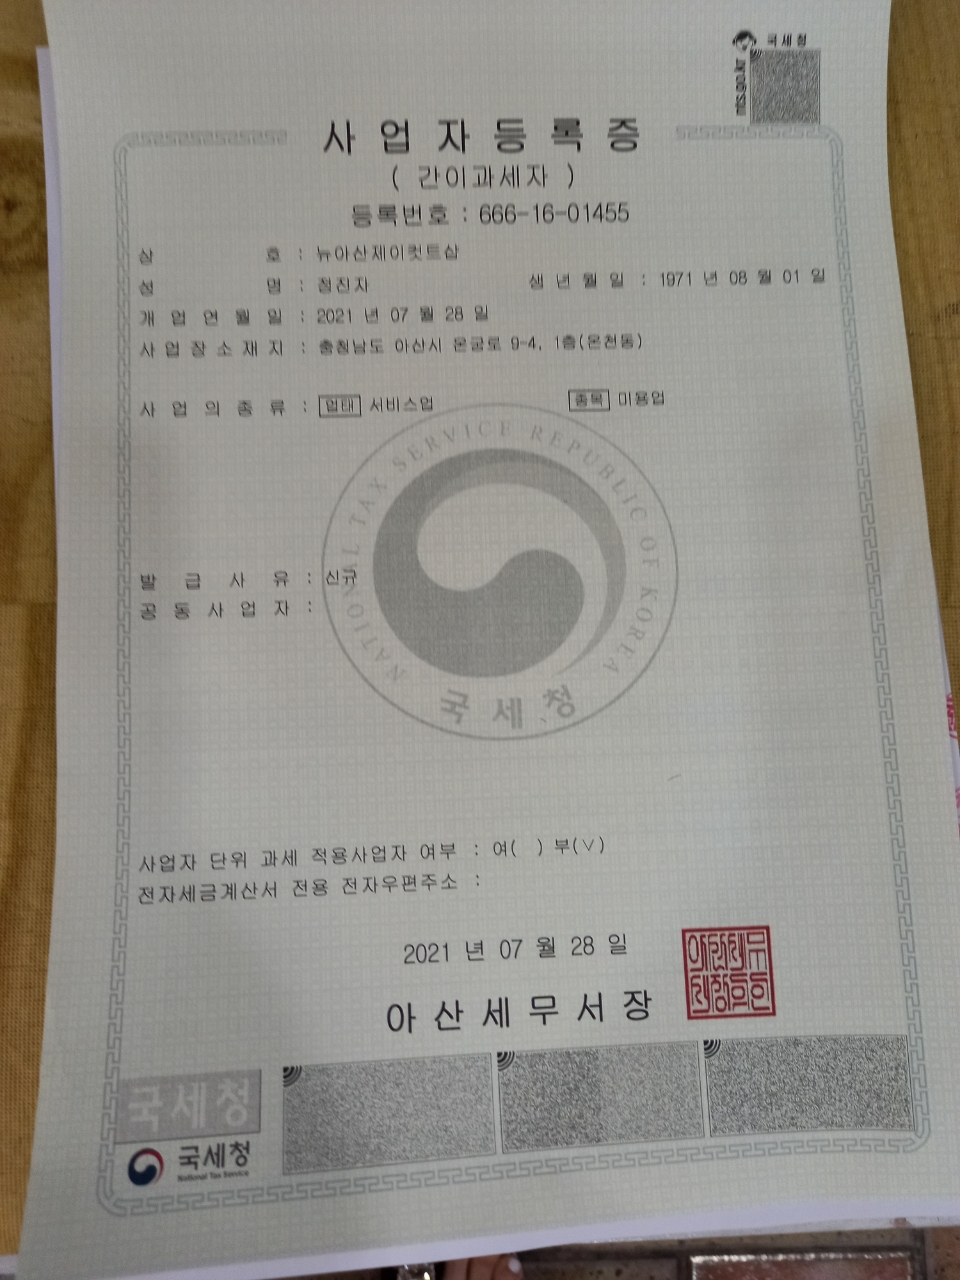 국세청
nts.go.kr
사업자등록증
( 간이과세자 )
등록번호 : 666-16-01455
상 호 : 뉴아산제이컷트샵
성 명 : 정진자 생 년 월 일 : 1971 년 08 월 01 일
개 업 연 월 일 : 2021 년 07 월 28 일
사 업 장 소 재 지 : 충청남도 아산시 온궁로 9-4, 1층(온천동)
사 업 의 종 류 : 업태 서비스업 종목 미용업
NATIONAL TAX SERVICE REPUBLIC OF KOREA
국세청
발 급 사 유 : 신규
공 동 사 업 자 :
사업자 단위 과세 적용사업자 여부 : 여( ) 부(∨)
전자세금계산서 전용 전자우편주소 :
2021 년 07 월 28 일
아 산 세 무 서 장
국세청
국세청
National Tax Service